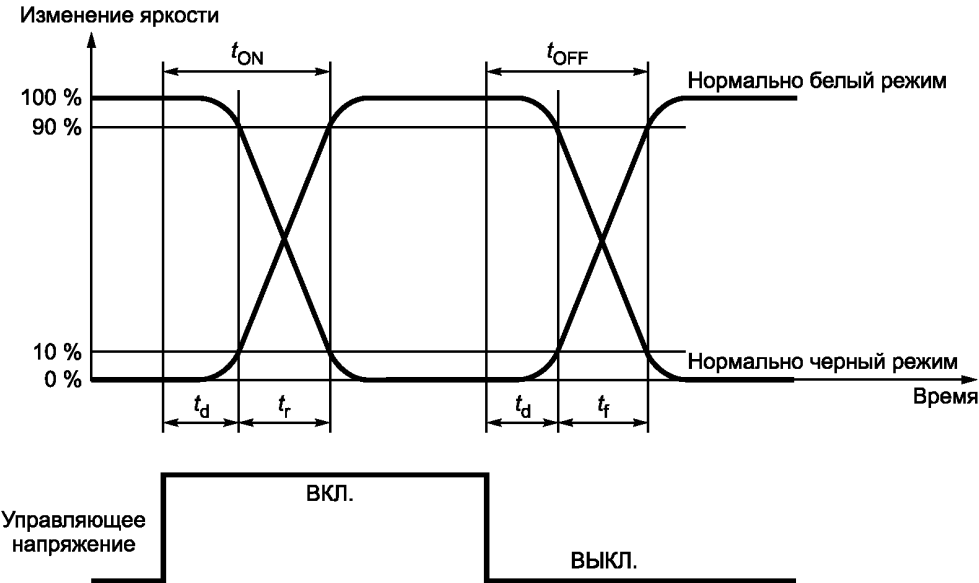 Изменение яркости
tON
tOFF
Нормально белый режим
100 %
90 %
10 %
0 %
Нормально черный режим
Время
td
tr
td
tf
ВКЛ.
Управляющее
напряжение
ВЫКЛ.